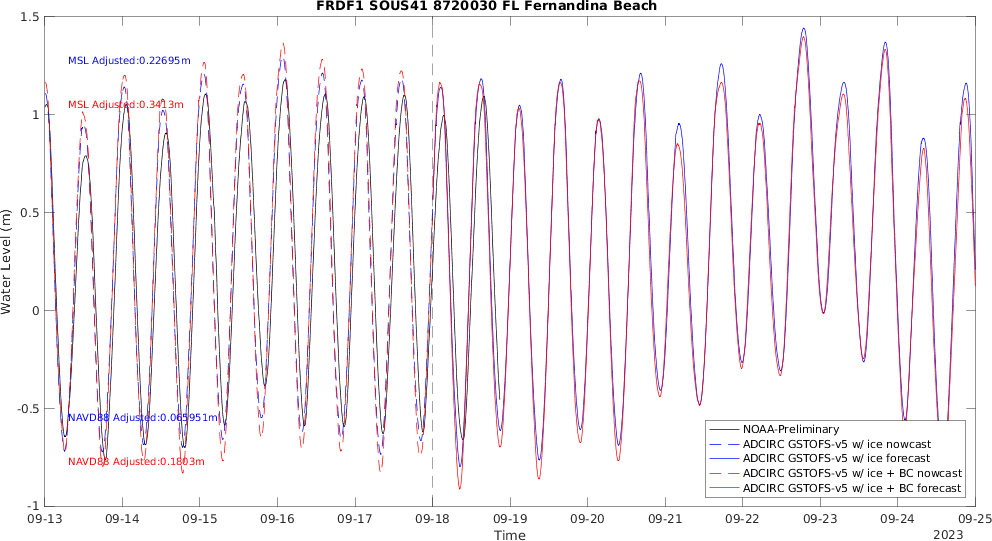 FRDF1 SOUS41 8720030 FL Fernandina Beach
1.5
MSL Adjusted:0.22695m
MSL Adjusted:0.3413m
1
0.5
Water Level (m)
0
-0.5
NAVD88 Adjusted:0.065951m
NAVD88 Adjusted:0.1803m
NOAA-Preliminary
ADCIRC GSTOFS-v5 w/ ice nowcast
ADCIRC GSTOFS-v5 w/ ice forecast
ADCIRC GSTOFS-v5 w/ ice + BC nowcast
ADCIRC GSTOFS-v5 w/ ice + BC forecast
-1
09-13 09-14 09-15 09-16 09-17 09-18 09-19 09-20 09-21 09-22 09-23 09-24 09-25
Time
2023